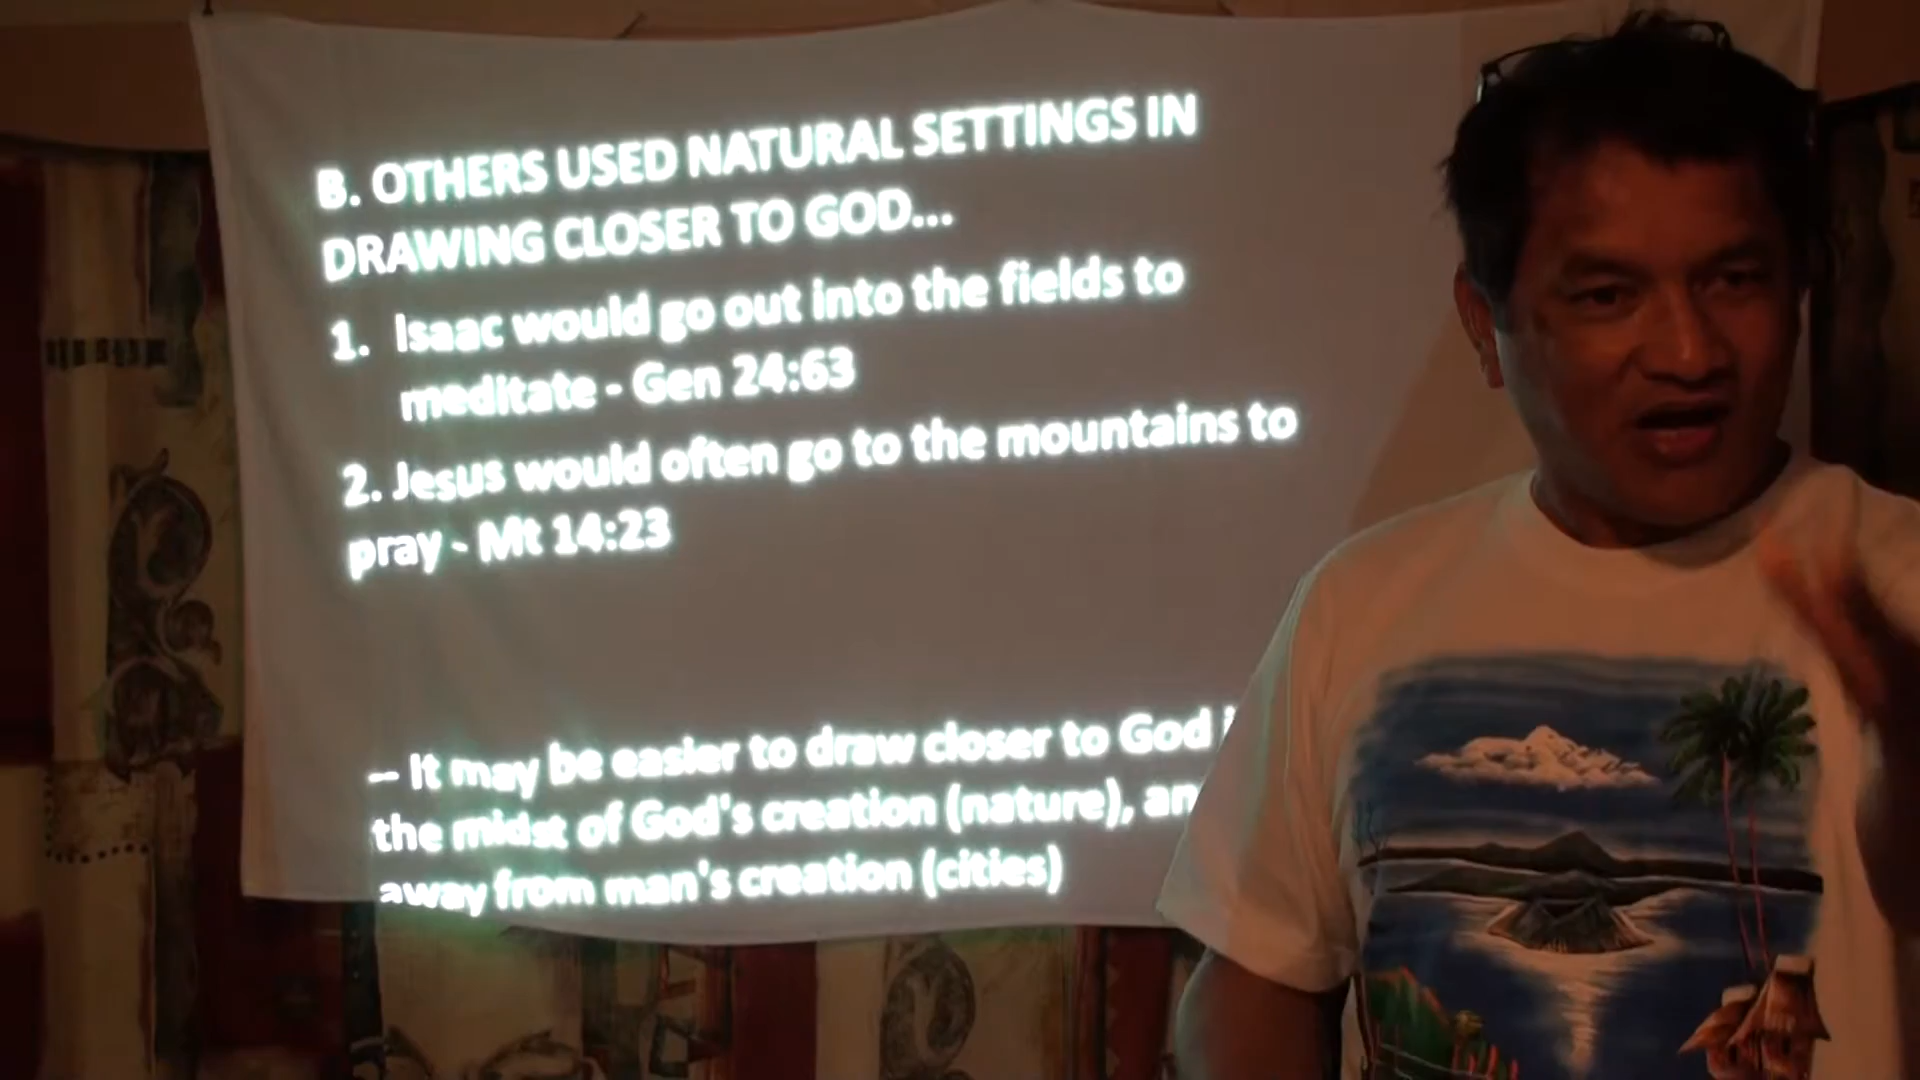 B. OTHERS USED NATURAL SETTINGS IN
DRAWING CLOSER TO GOD...
1. Isaac would go out into the fields to
meditate - Gen 24:63
2. Jesus would often go to the mountains to
pray - Mt 14:23
-- It may be easier to draw closer to God
the midst of God's creation (nature),
away from man's creation (cities)